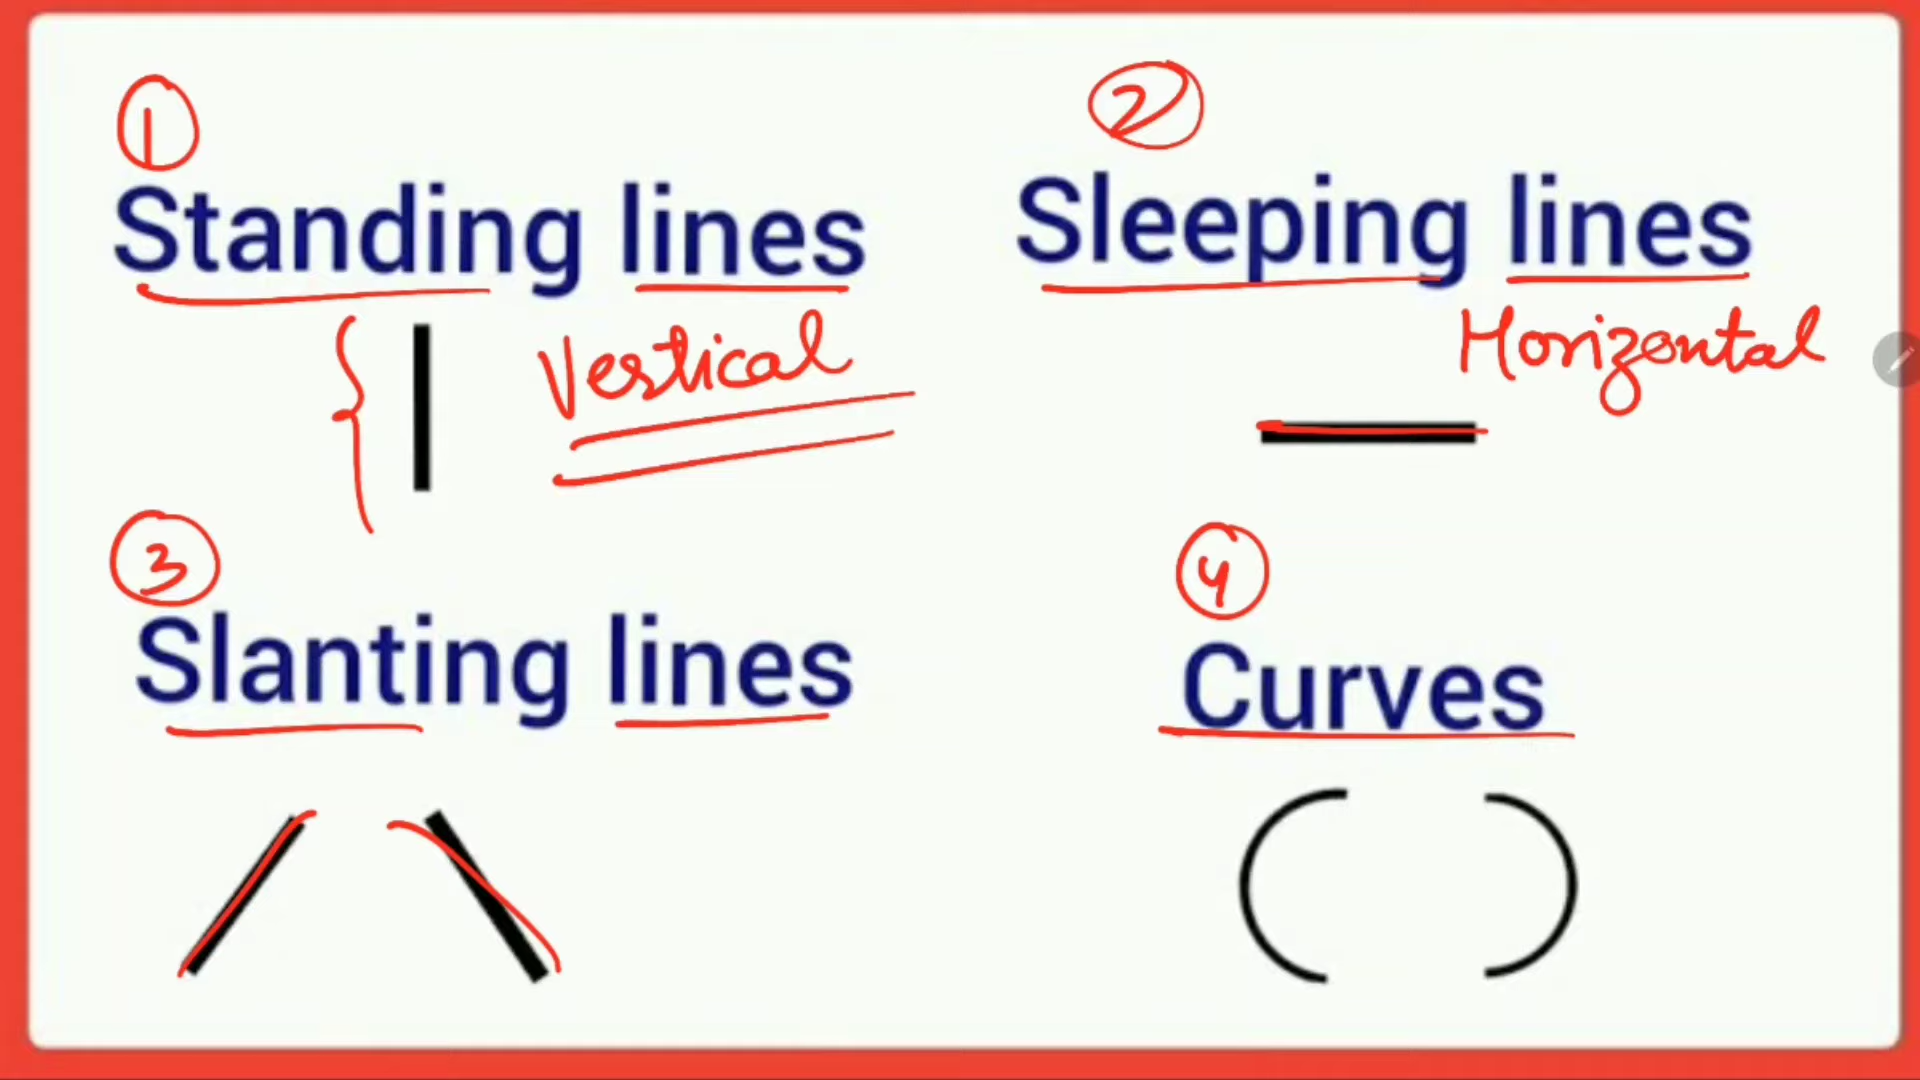 1
Standing lines
Vertical
2
Sleeping lines
Horizontal
3
Slanting lines
4
Curves